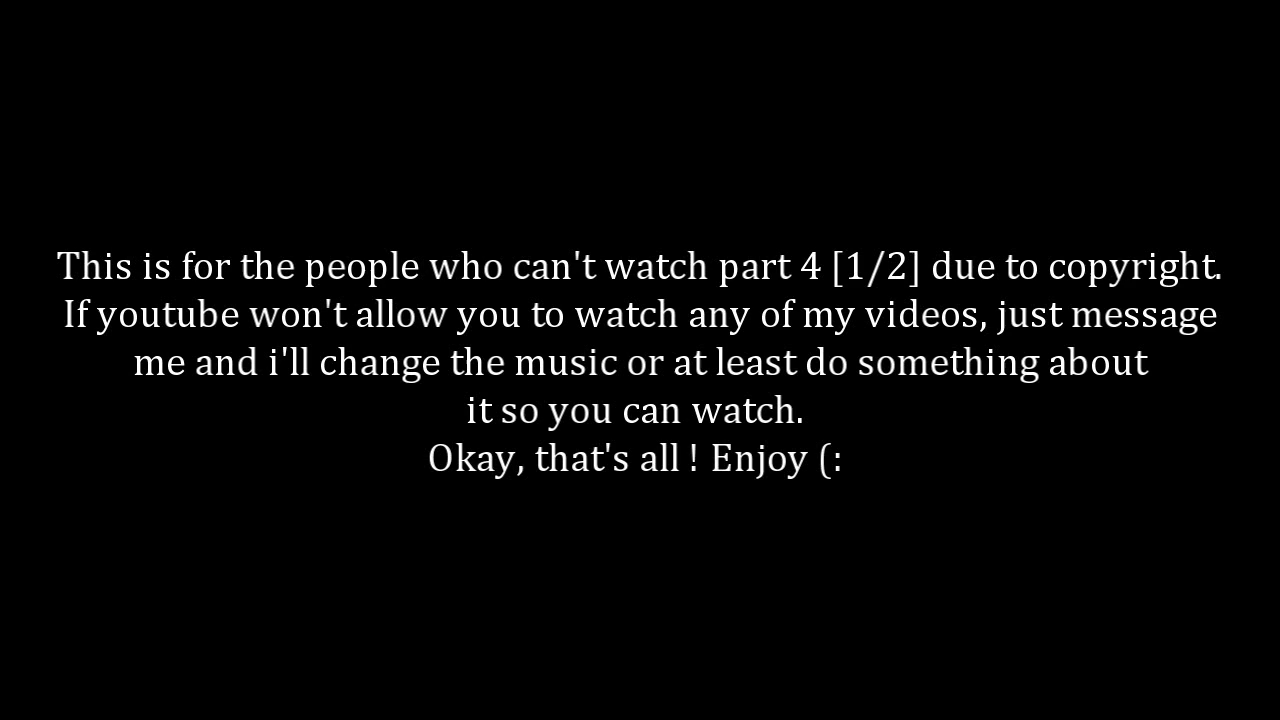 This is for the people who can't watch part 4 [1/2] due to copyright.
If youtube won't allow you to watch any of my videos, just message
me and i'll change the music or at least do something about
it so you can watch.
Okay, that's all ! Enjoy (: